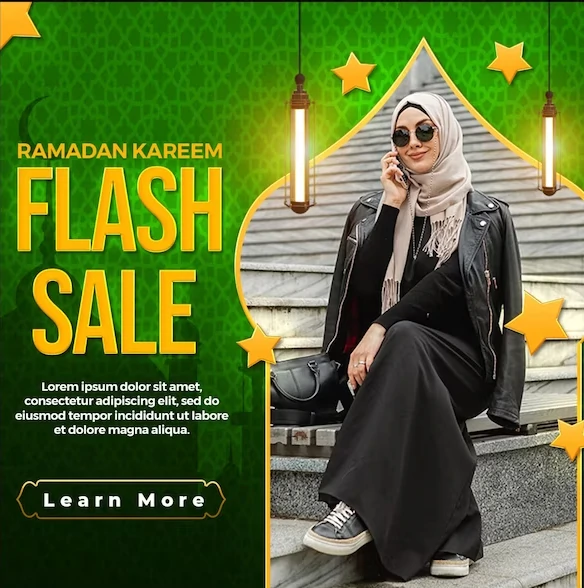 RAMADAN KAREEM
FLASH
SALE
Lorem ipsum dolor sit amet,
consectetur adipiscing elit, sed do
eiusmod tempor incididunt ut labore
et dolore magna aliqua.
Learn More